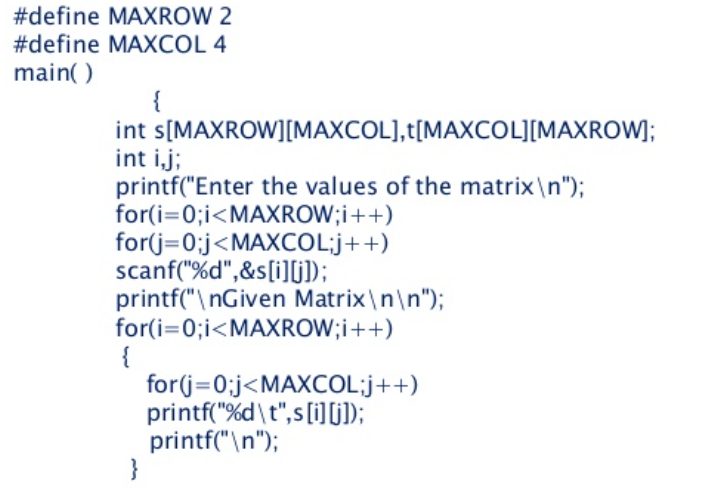 #define MAXROW 2
#define MAXCOL 4
main( )
{
int s[MAXROW][MAXCOL],t[MAXCOL][MAXROW];
int i,j;
printf("Enter the values of the matrix\n");
for(i=0;i<MAXROW;i++)
for(j=0;j<MAXCOL;j++)
scanf("%d",&s[i][j]);
printf("\nGiven Matrix\n\n");
for(i=0;i<MAXROW;i++)
{
for(j=0;j<MAXCOL;j++)
printf("%d\t",s[i][j]);
printf("\n");
}